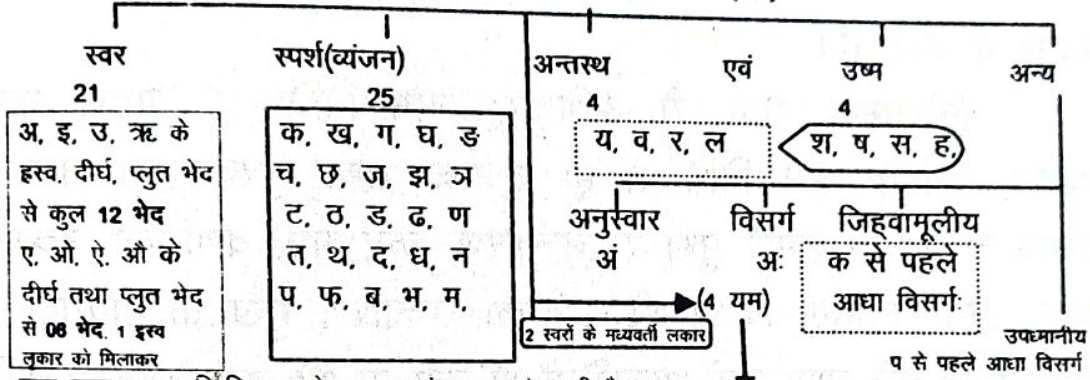 स्वर
स्पर्श(व्यंजन)
अन्तस्थ
एवं
उष्म
अन्य
21
25
4
4
अ, इ, उ, ऋ के
ह्रस्व, दीर्घ, प्लुत भेद
से कुल 12 भेद
ए. ओ. ऐ. औ के
दीर्घ तथा प्लुत भेद
से 06 भेद. 1 ह्रस्व
लृकार को मिलाकर
क, ख, ग, घ, ङ
च, छ, ज, झ, ञ
ट, ठ, ड, ढ, ण
त, थ, द, ध, न
प, फ, ब, भ, म,
य, व, र, ल
श, ष, स, ह,
अनुस्वार
विसर्ग
जिह्वामूलीय
अं
अः
क से पहले
आधा विसर्गः
(4 यम)
2 स्वरों के मध्यवर्ती लकार
उपध्मानीय
प से पहले आधा विसर्ग